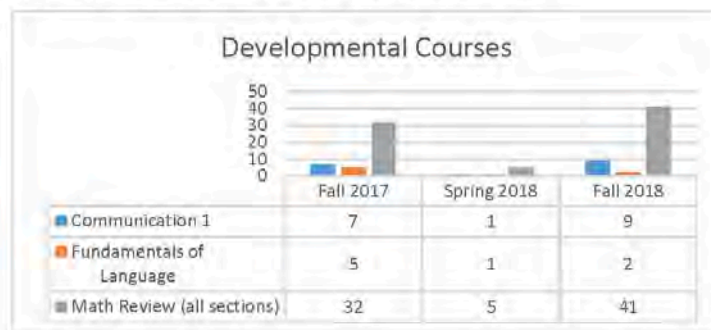 Developmental Courses
50
40
30
20
10
0
Fall 2017 Spring 2018 Fall 2018
Communication 1 7 1 9
Fundamentals of
Language 5 1 2
Math Review (all sections) 32 5 41